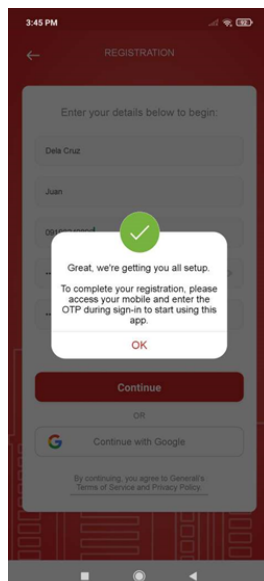 3:45 PM
REGISTRATION
Enter your details below to begin:
Dela Cruz
Juan
Great, we're getting you all setup.
To complete your registration, please
access your mobile and enter the
OTP during sign-in to start using this
app.
OK
Continue
OR
Continue with Google
By continuing, you agree to Generali's
Terms of Service and Privacy Policy.